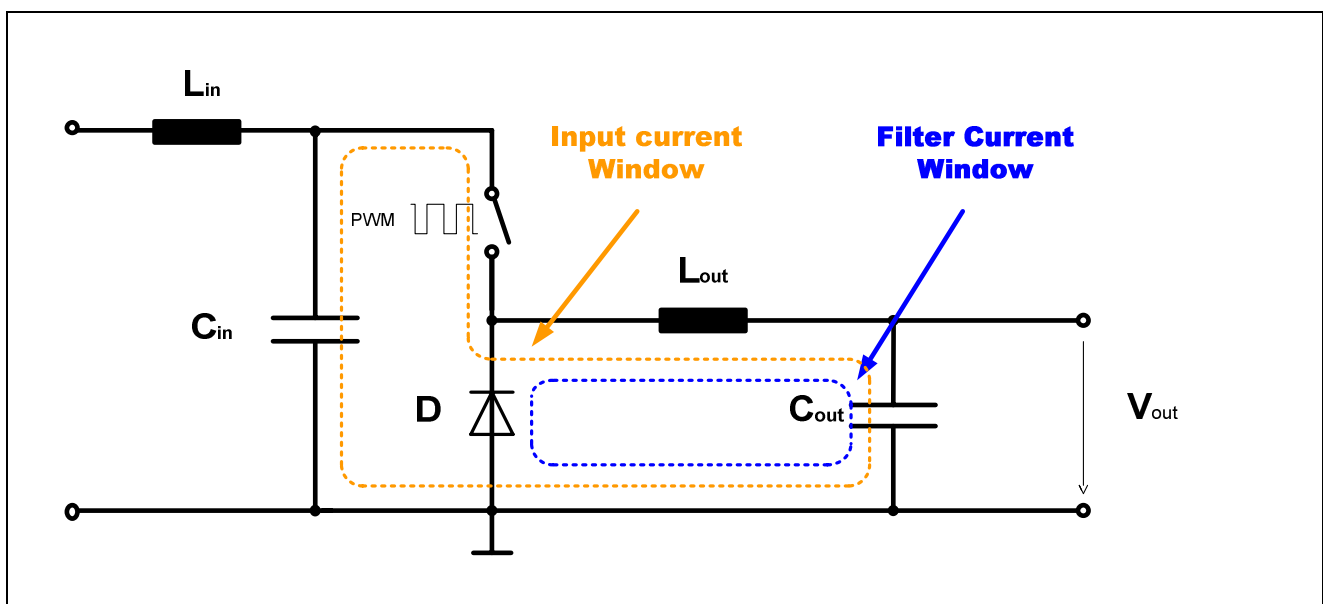 Lin
Input current
Window
Filter Current
Window
PWM
Lout
Cin
D
Cout
Vout